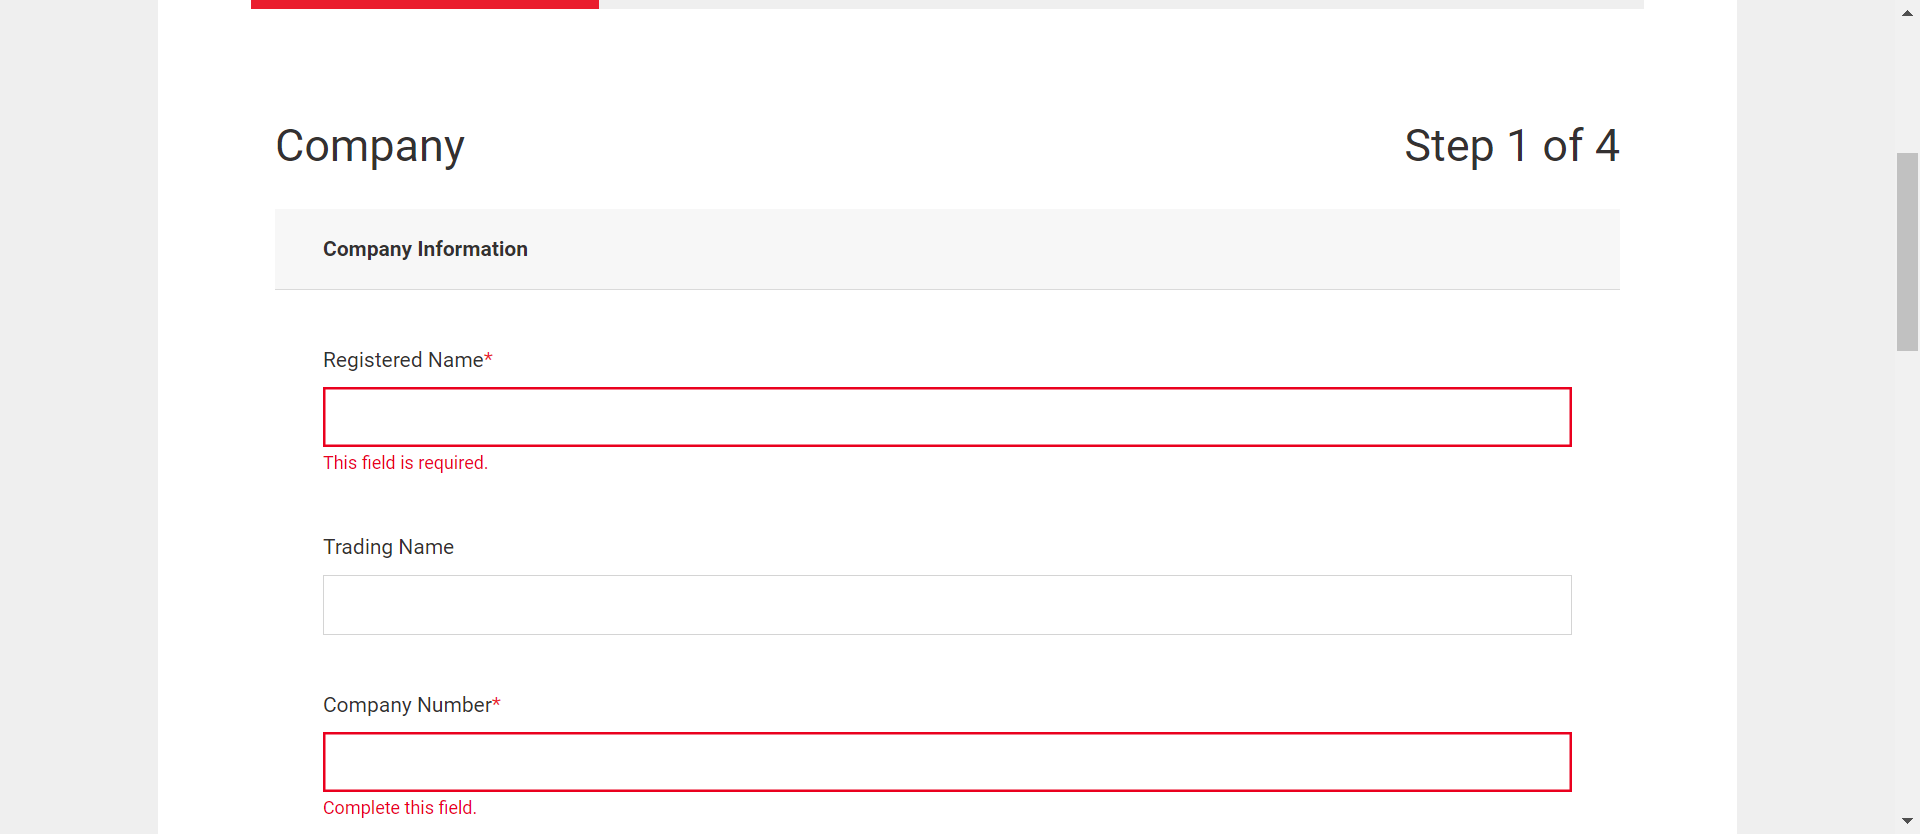 Company
Step 1 of 4
Company Information
Registered Name*
This field is required.
Trading Name
Company Number*
Complete this field.